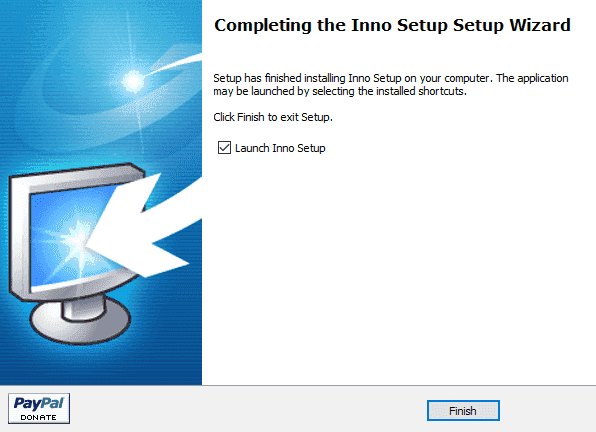 Completing the Inno Setup Setup Wizard
Setup has finished installing Inno Setup on your computer. The application
may be launched by selecting the installed shortcuts.
Click Finish to exit Setup.
Launch Inno Setup
PayPal
DONATE
Finish